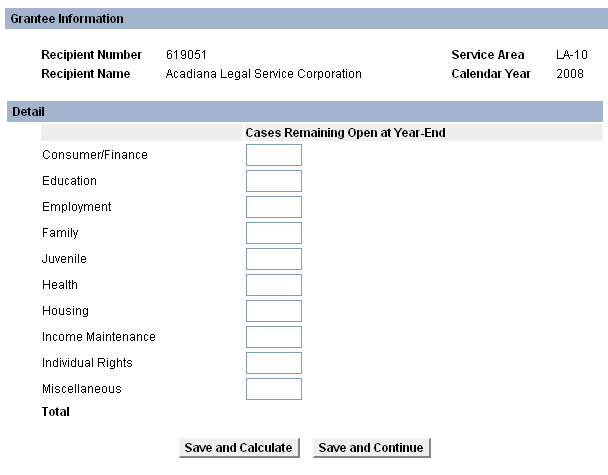 Grantee Information
Recipient Number 619051 Service Area LA-10
Recipient Name Acadiana Legal Service Corporation Calendar Year 2008
Detail
Cases Remaining Open at Year-End
Consumer/Finance
Education
Employment
Family
Juvenile
Health
Housing
Income Maintenance
Individual Rights
Miscellaneous
Total
Save and Calculate Save and Continue